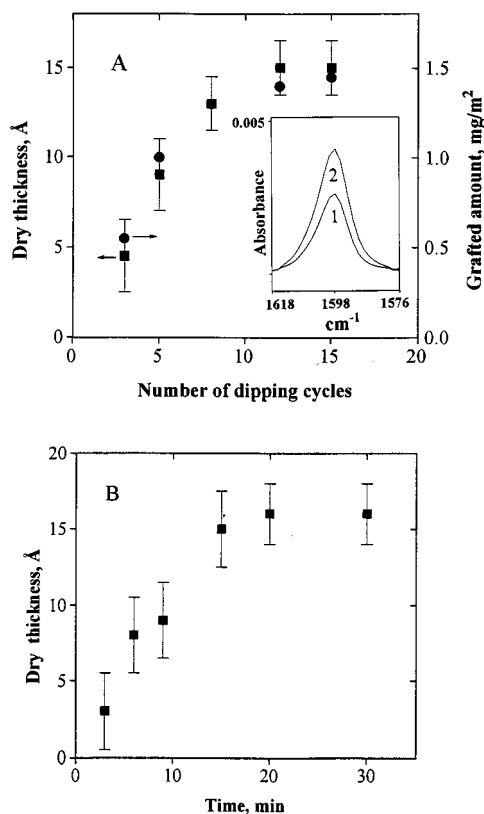 A
15
10
5
0
Dry thickness, Å
1.5
1.0
0.5
0.0
Grafted amount, mg/m²
0.005
Absorbance
2
1
1618 1598 1576
cm⁻¹
0 5 10 15 20
Number of dipping cycles
B
20
15
10
5
0
Dry thickness, Å
0 10 20 30
Time, min